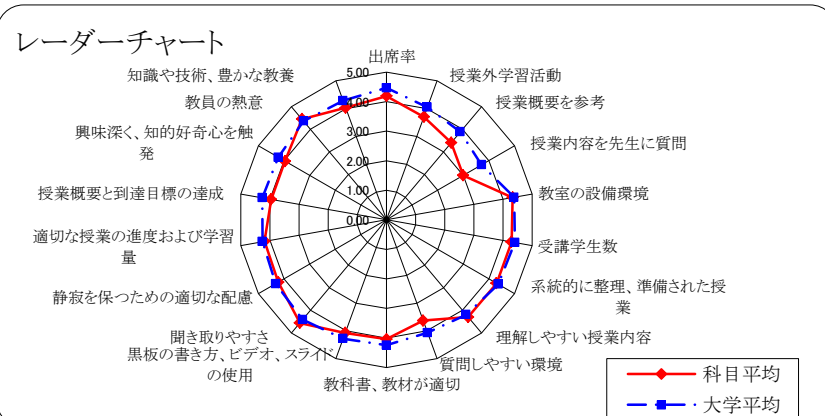 レーダーチャート
出席率
授業外学習活動
授業概要を参考
授業内容を先生に質問
教室の設備環境
受講学生数
系統的に整理、準備された授
業
理解しやすい授業内容
質問しやすい環境
教科書、教材が適切
黒板の書き方、ビデオ、スライド
の使用
聞き取りやすさ
静寂を保つための適切な配慮
適切な授業の進度および学習
量
授業概要と到達目標の達成
興味深く、知的好奇心を触
発
教員の熱意
知識や技術、豊かな教養
5.00
4.00
3.00
2.00
1.00
0.00
科目平均
大学平均